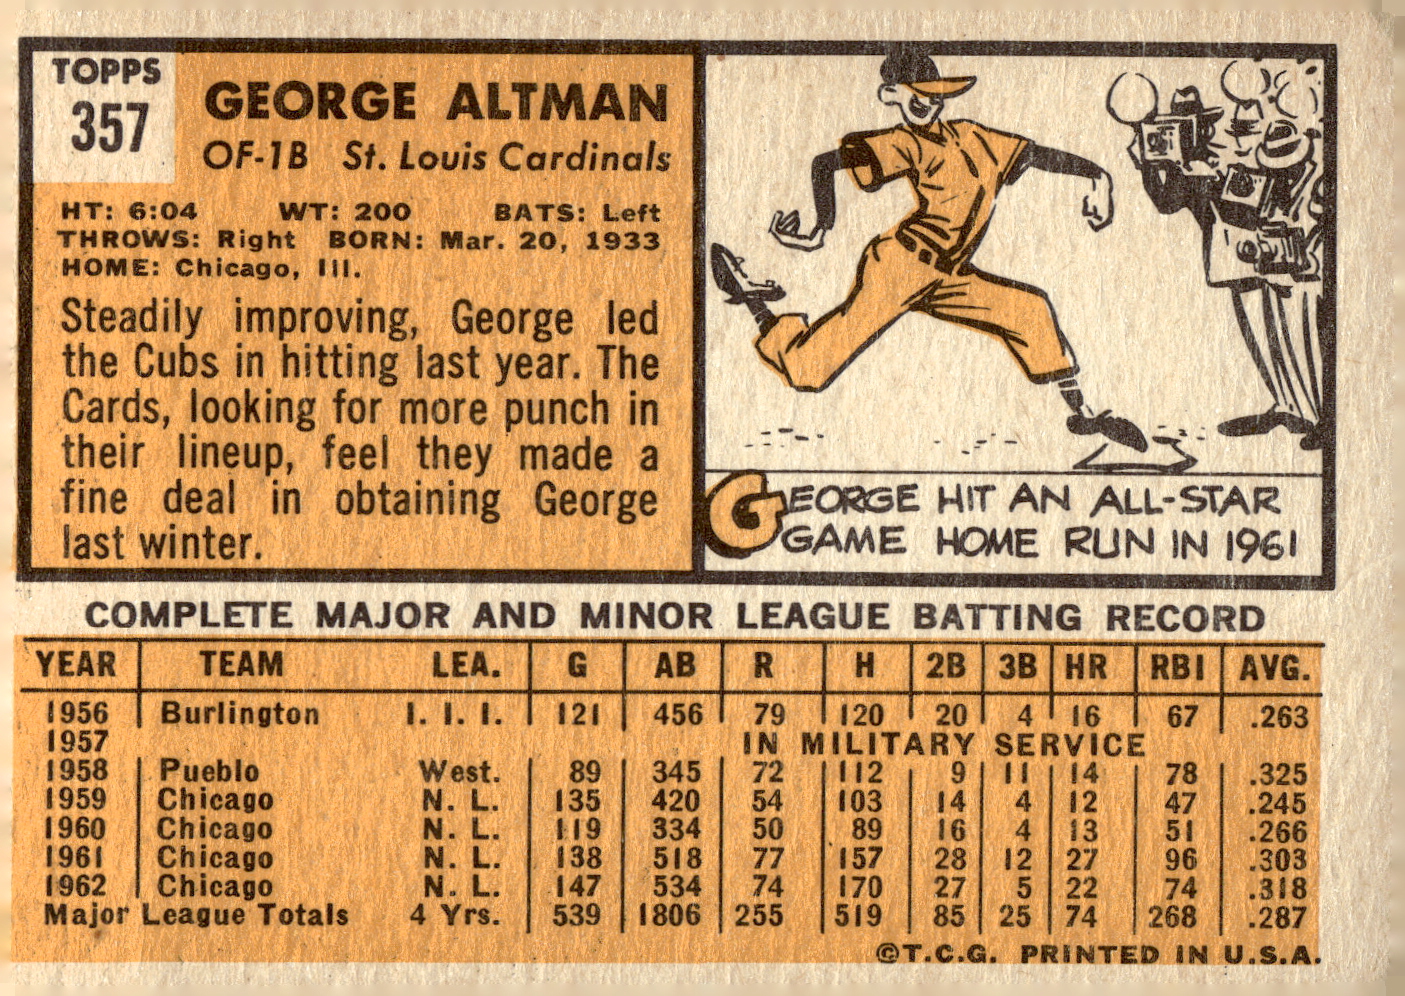 TOPPS
357
GEORGE ALTMAN
OF-1B St. Louis Cardinals
HT: 6:04 WT: 200 BATS: Left
THROWS: Right BORN: Mar. 20, 1933
HOME: Chicago, Ill.
Steadily improving, George led
the Cubs in hitting last year. The
Cards, looking for more punch in
their lineup, feel they made a
fine deal in obtaining George
last winter.
GEORGE HIT AN ALL-STAR
GAME HOME RUN IN 1961
COMPLETE MAJOR AND MINOR LEAGUE BATTING RECORD
YEAR TEAM LEA. G AB R H 2B 3B HR RBI AVG.
1956 Burlington I. I. I. 121 456 79 120 20 4 16 67 .263
1957 IN MILITARY SERVICE
1958 Pueblo West. 89 345 72 112 9 11 14 78 .325
1959 Chicago N. L. 135 420 54 103 14 4 12 47 .245
1960 Chicago N. L. 119 334 50 89 16 4 13 51 .266
1961 Chicago N. L. 138 518 77 157 28 12 27 96 .303
1962 Chicago N. L. 147 534 74 170 27 5 22 74 .318
Major League Totals 4 Yrs. 539 1806 255 519 85 25 74 268 .287
©T.C.G. PRINTED IN U.S.A.